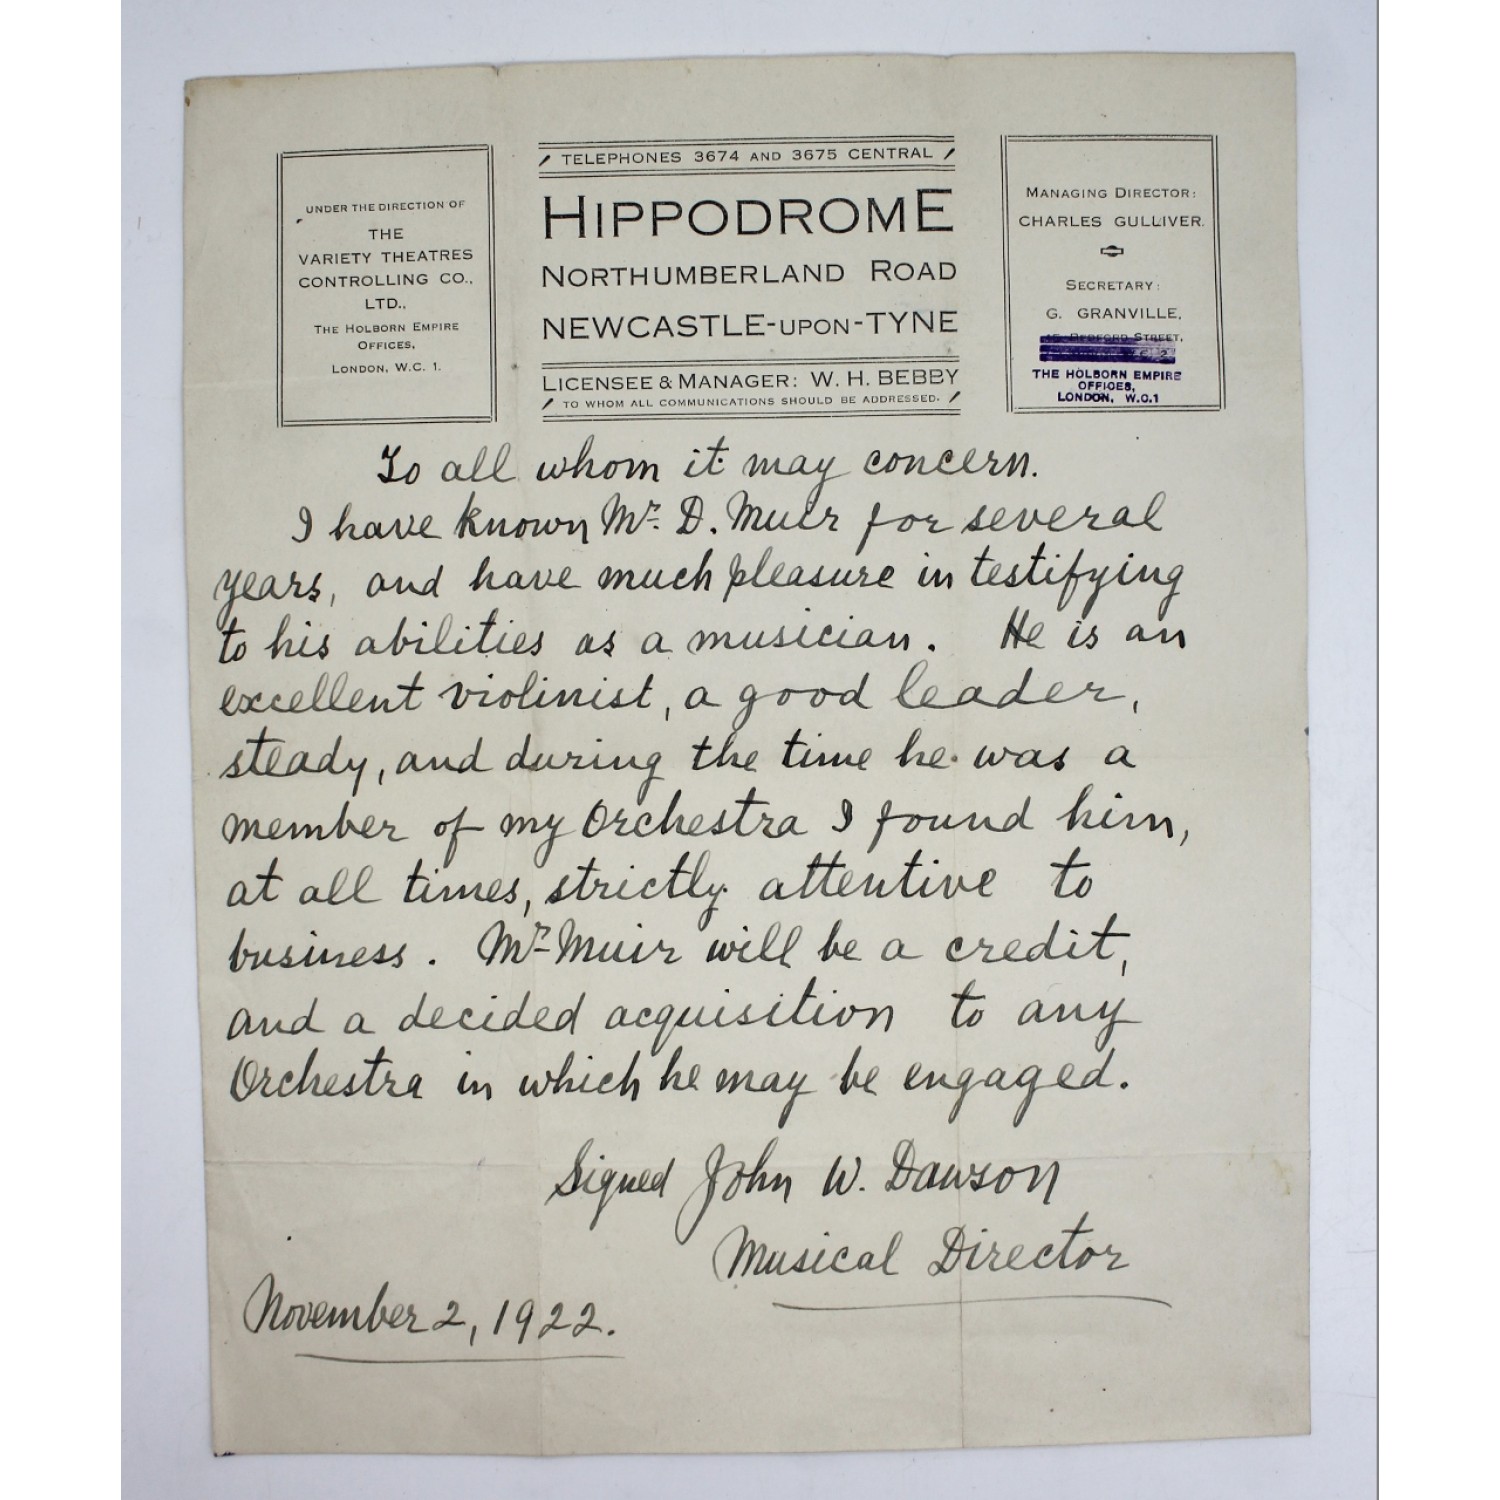 UNDER THE DIRECTION OF
THE
VARIETY THEATRES
CONTROLLING CO.,
LTD.,
THE HOLBORN EMPIRE
OFFICES,
LONDON, W.C. 1.
TELEPHONES 3674 AND 3675 CENTRAL
HIPPODROME
NORTHUMBERLAND ROAD
NEWCASTLE-UPON-TYNE
LICENSEE & MANAGER: W. H. BEBBY
TO WHOM ALL COMMUNICATIONS SHOULD BE ADDRESSED.
MANAGING DIRECTOR:
CHARLES GULLIVER.
SECRETARY:
G. GRANVILLE,
STREET,
THE HOLBORN EMPIRE
OFFICES,
LONDON, W.C.1
To all whom it may concern.
I have known Mr. D. Muir for several
years, and have much pleasure in testifying
to his abilities as a musician. He is an
excellent violinist, a good leader,
steady, and during the time he was a
member of my Orchestra I found him,
at all times, strictly attentive to
business. Mr Muir will be a credit,
and a decided acquisition to any
Orchestra in which he may be engaged.
Signed John W. Dawson
Musical Director
November 2, 1922.